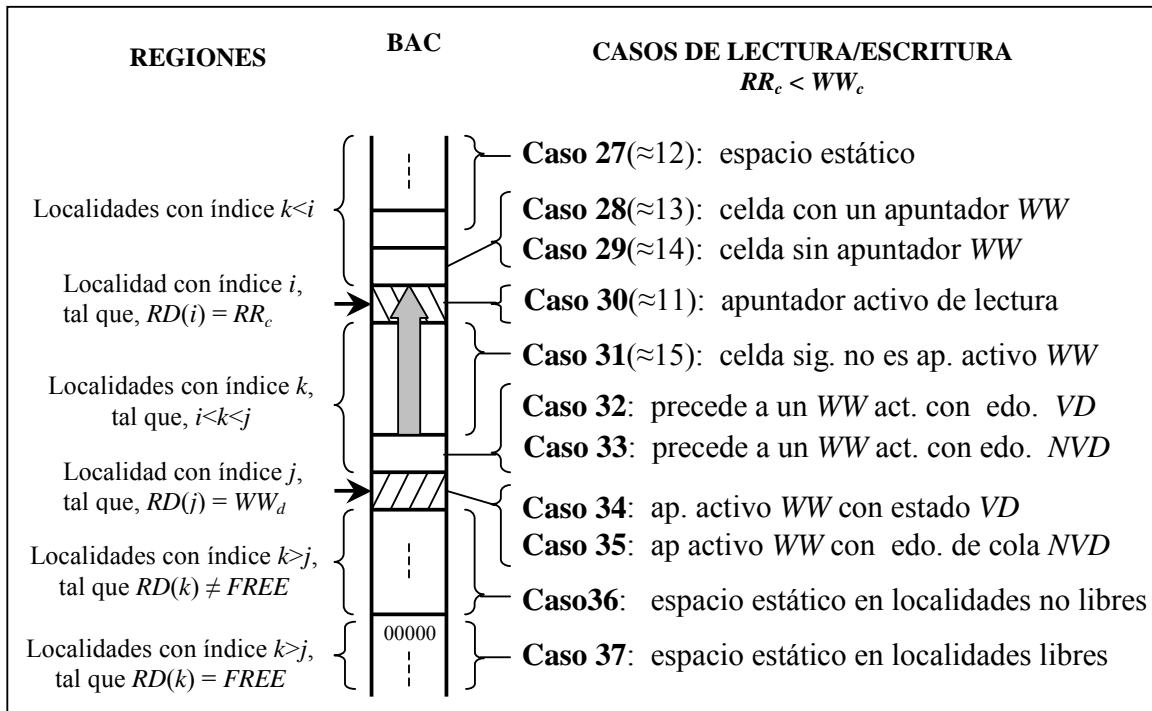 REGIONES
BAC
CASOS DE LECTURA/ESCRITURA
RRc < WWc
Localidades con índice k<i
Localidad con índice i,
tal que, RD(i) = RRc
Localidades con índice k,
tal que, i<k<j
Localidad con índice j,
tal que, RD(j) = WWd
Localidades con índice k>j,
tal que RD(k) ≠ FREE
Localidades con índice k>j,
tal que RD(k) = FREE
00000
Caso 27(≈12): espacio estático
Caso 28(≈13): celda con un apuntador WW
Caso 29(≈14): celda sin apuntador WW
Caso 30(≈11): apuntador activo de lectura
Caso 31(≈15): celda sig. no es ap. activo WW
Caso 32: precede a un WW act. con edo. VD
Caso 33: precede a un WW act. con edo. NVD
Caso 34: ap. activo WW con estado VD
Caso 35: ap activo WW con edo. de cola NVD
Caso36: espacio estático en localidades no libres
Caso 37: espacio estático en localidades libres